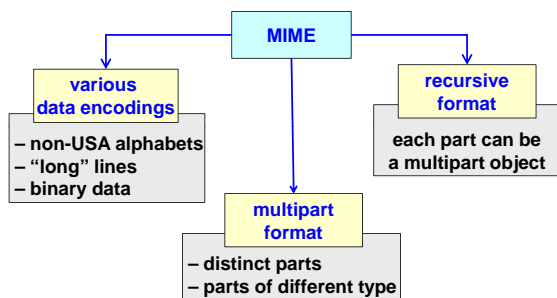 MIME
various
data encodings
– non-USA alphabets
– “long” lines
– binary data
multipart
format
– distinct parts
– parts of different type
recursive
format
each part can be
a multipart object